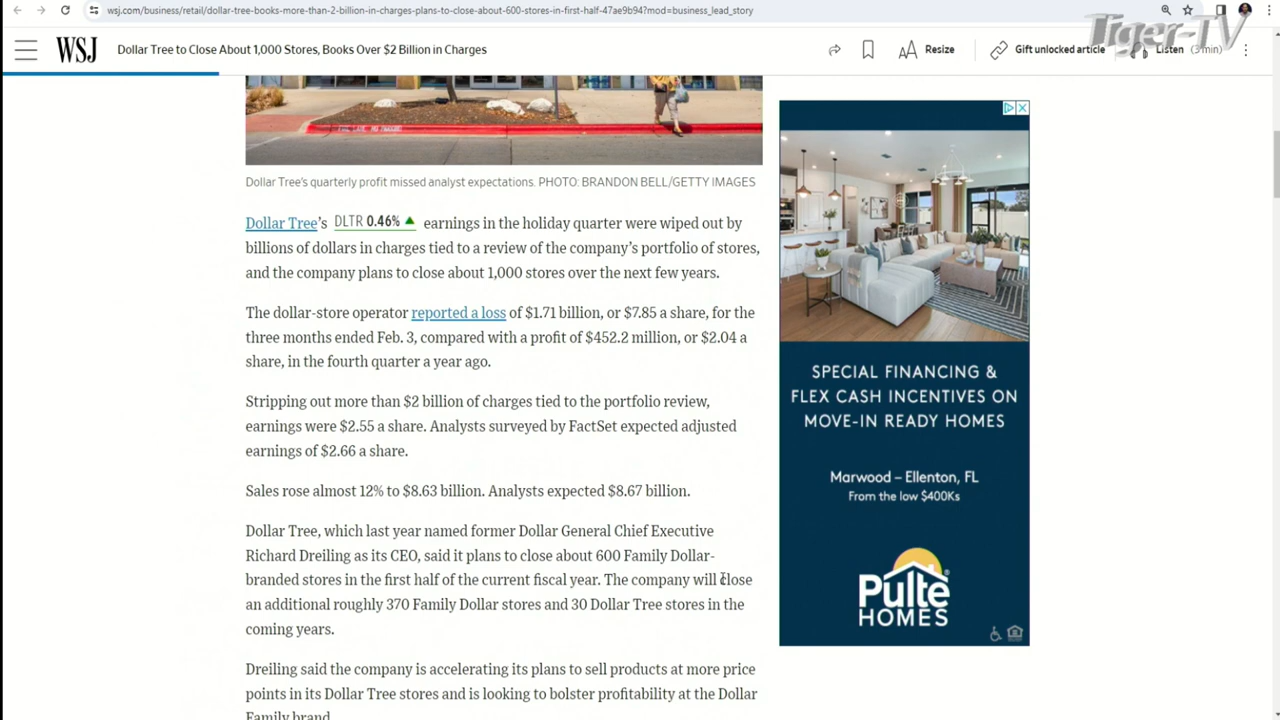 wsj.com/business/retail/dollar-tree-books-more-than-2-billion-in-charges-plans-to-close-about-600-stores-in-first-half-47ae9b94?mod=business_lead_story
Tiger-TV
WSJ
Dollar Tree to Close About 1,000 Stores, Books Over $2 Billion in Charges
Resize
Gift unlocked article
Listen (3 min)
FIRE LANE NO PARKING
Dollar Tree's quarterly profit missed analyst expectations. PHOTO: BRANDON BELL/GETTY IMAGES
Dollar Tree's DLTR 0.46% earnings in the holiday quarter were wiped out by
billions of dollars in charges tied to a review of the company's portfolio of stores,
and the company plans to close about 1,000 stores over the next few years.
The dollar-store operator reported a loss of $1.71 billion, or $7.85 a share, for the
three months ended Feb. 3, compared with a profit of $452.2 million, or $2.04 a
share, in the fourth quarter a year ago.
Stripping out more than $2 billion of charges tied to the portfolio review,
earnings were $2.55 a share. Analysts surveyed by FactSet expected adjusted
earnings of $2.66 a share.
Sales rose almost 12% to $8.63 billion. Analysts expected $8.67 billion.
Dollar Tree, which last year named former Dollar General Chief Executive
Richard Dreiling as its CEO, said it plans to close about 600 Family Dollar-
branded stores in the first half of the current fiscal year. The company will close
an additional roughly 370 Family Dollar stores and 30 Dollar Tree stores in the
coming years.
Dreiling said the company is accelerating its plans to sell products at more price
points in its Dollar Tree stores and is looking to bolster profitability at the Dollar
Family brand
SPECIAL FINANCING &
FLEX CASH INCENTIVES ON
MOVE-IN READY HOMES
Marwood – Ellenton, FL
From the low $400Ks
Pulte
HOMES